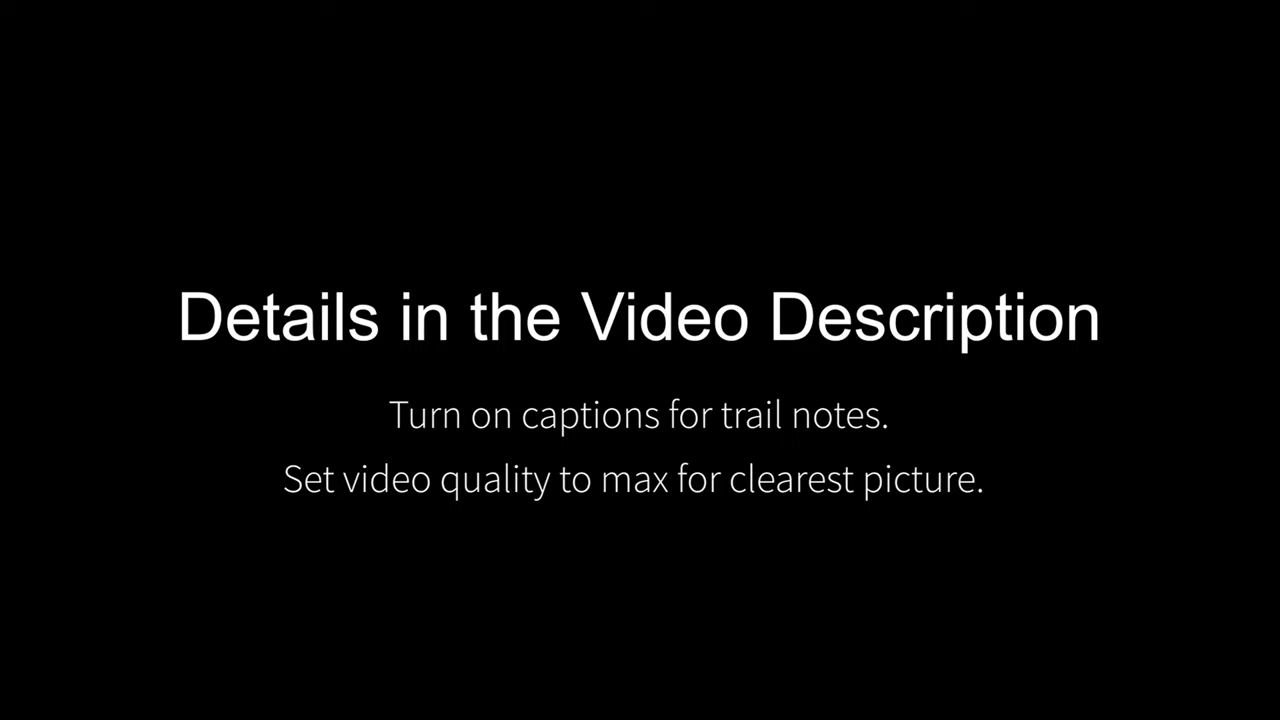 Details in the Video Description
Turn on captions for trail notes.
Set video quality to max for clearest picture.